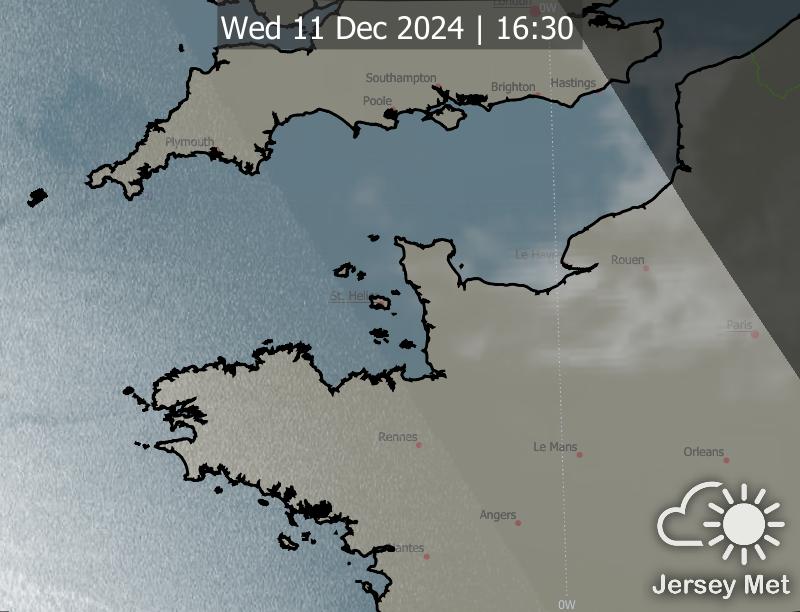 London
0W
Wed 11 Dec 2024 | 16:30
Southampton
Brighton
Hastings
Poole
Plymouth
Le Havre
Rouen
St. Helier
Paris
Rennes
Le Mans
Orleans
Angers
Nantes
0W
Jersey Met